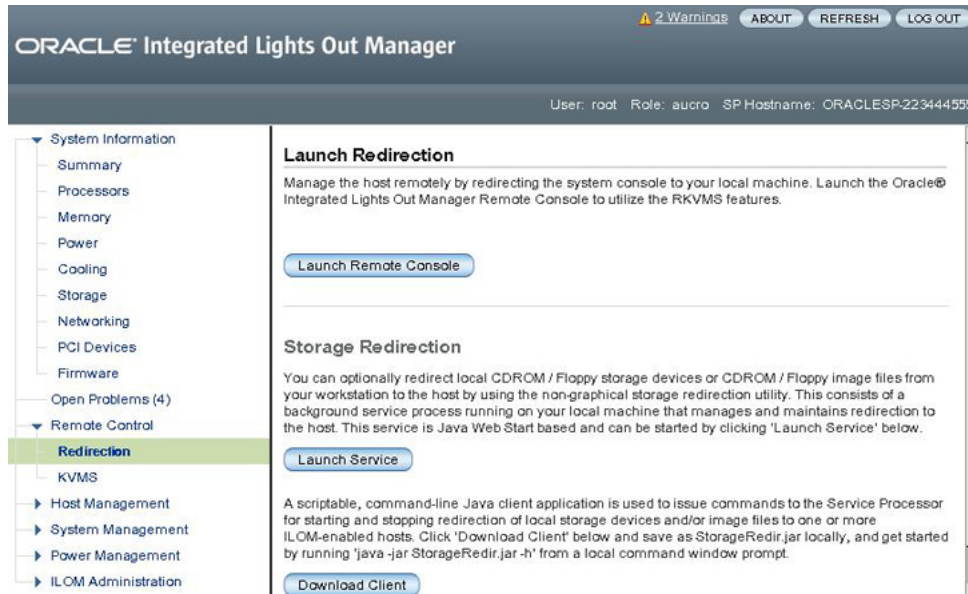 2 Warnings ABOUT REFRESH LOG OUT
ORACLE® Integrated Lights Out Manager
User: root Role: aucro SP Hostname: ORACLESP-223444555
System Information
Summary
Processors
Memory
Power
Cooling
Storage
Networking
PCI Devices
Firmware
Open Problems (4)
Remote Control
Redirection
KVMS
Host Management
System Management
Power Management
ILOM Administration
Launch Redirection
Manage the host remotely by redirecting the system console to your local machine. Launch the Oracle®
Integrated Lights Out Manager Remote Console to utilize the RKVMS features.
Launch Remote Console
Storage Redirection
You can optionally redirect local CDROM / Floppy storage devices or CDROM / Floppy image files from
your workstation to the host by using the non-graphical storage redirection utility. This consists of a
background service process running on your local machine that manages and maintains redirection to
the host. This service is Java Web Start based and can be started by clicking 'Launch Service' below.
Launch Service
A scriptable, command-line Java client application is used to issue commands to the Service Processor
for starting and stopping redirection of local storage devices and/or image files to one or more
ILOM-enabled hosts. Click 'Download Client' below and save as StorageRedir.jar locally, and get started
by running 'java -jar StorageRedir.jar -h' from a local command window prompt.
Download Client